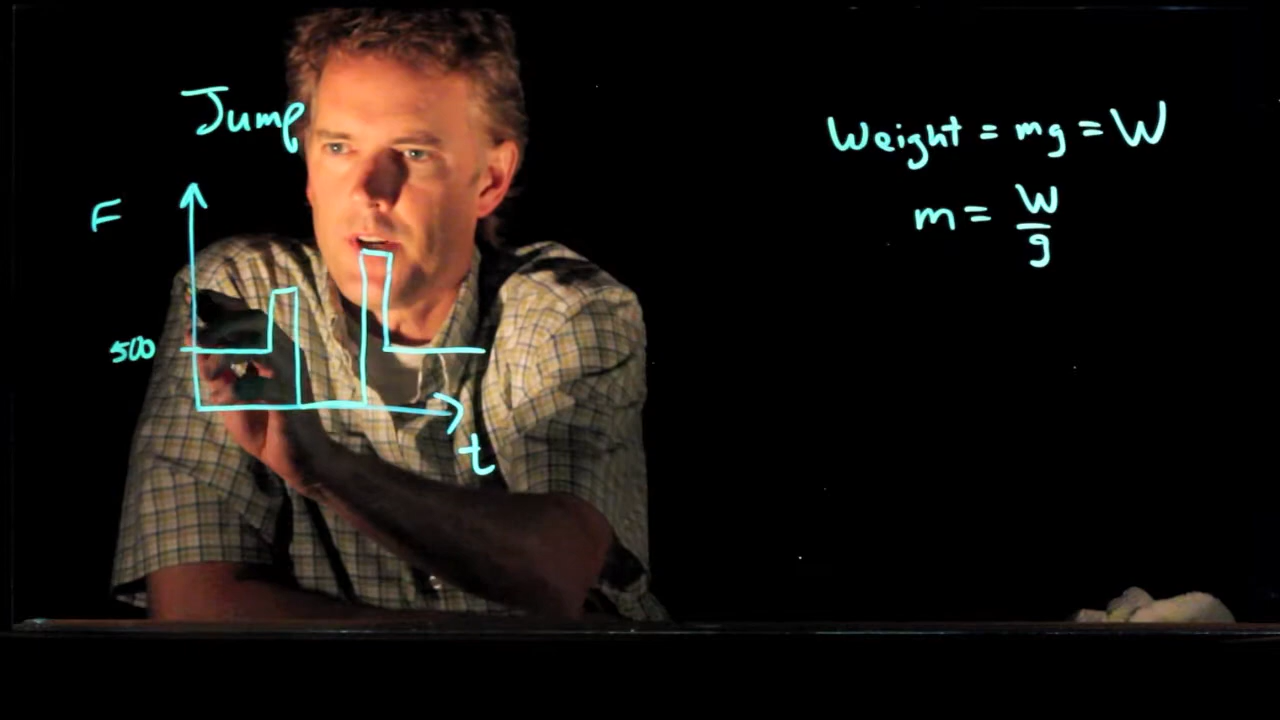 Jump
F
500
t
Weight = mg = W
m = W/g